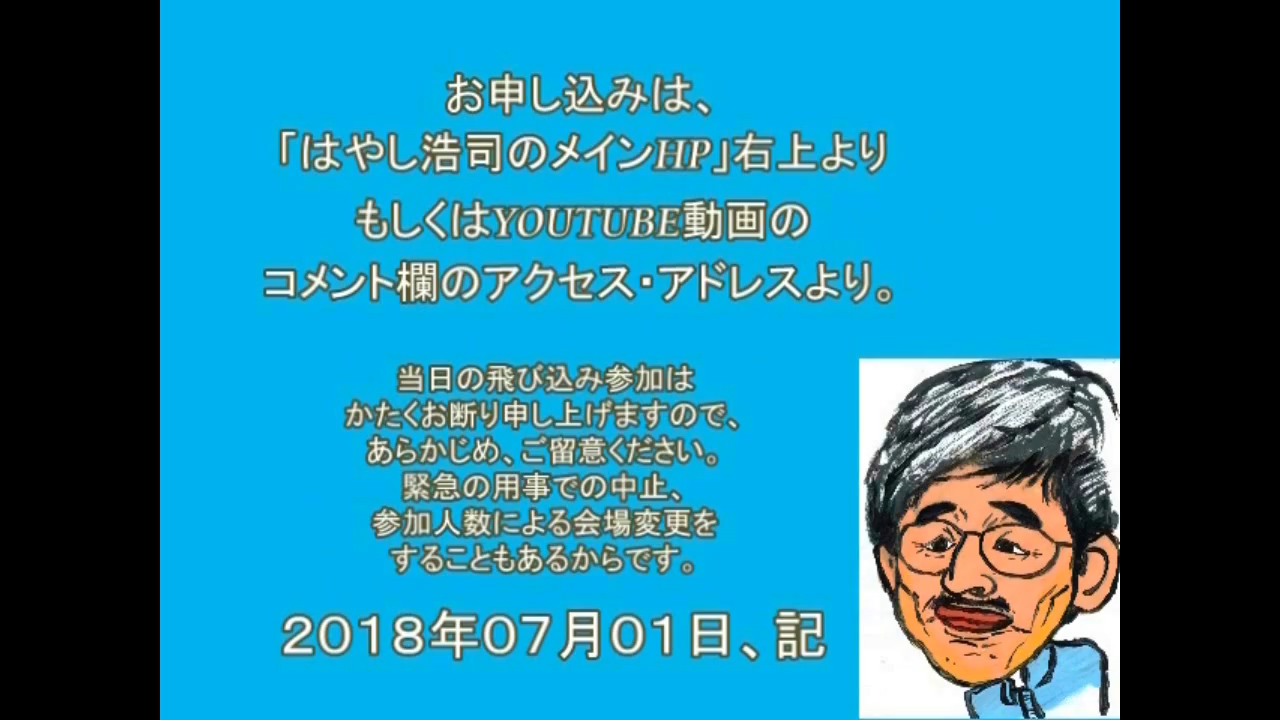 お申し込みは、
「はやし浩司のメインHP」右上より
もしくはYOUTUBE動画の
コメント欄のアクセス・アドレスより。
当日の飛び込み参加は
かたくお断り申し上げますので、
あらかじめ、ご留意ください。
緊急の用事での中止、
参加人数による会場変更を
することもあるからです。
２０１８年０７月０１日、記